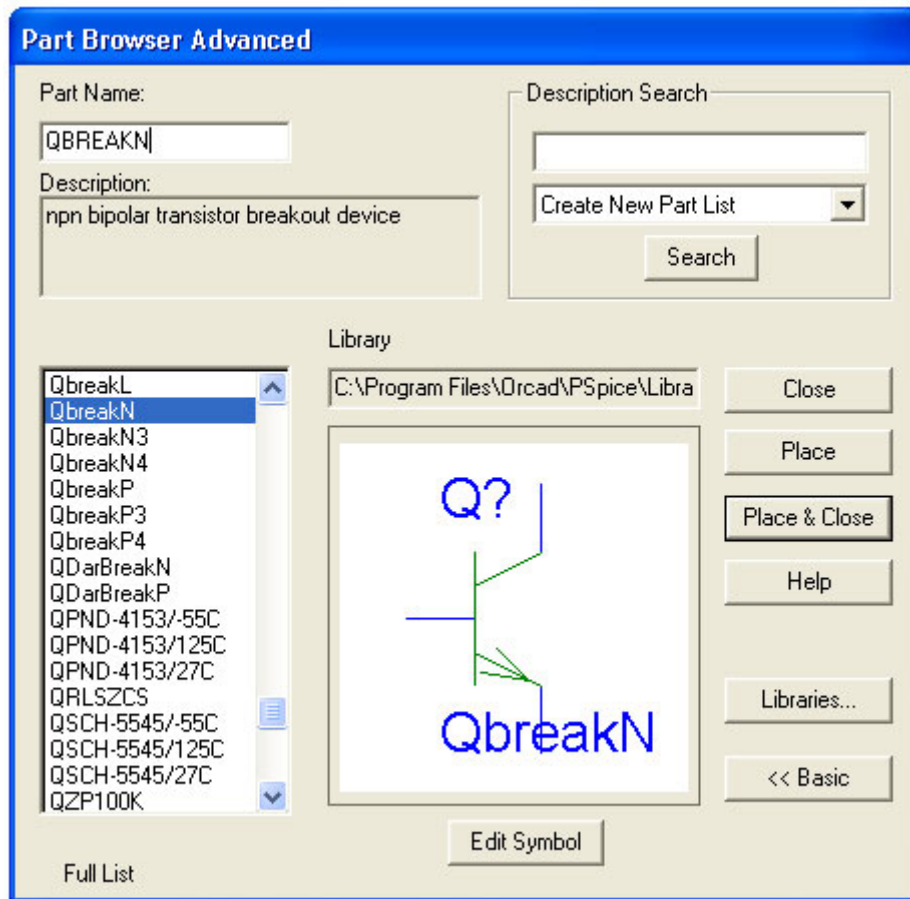 Part Browser Advanced
Part Name:
QBREAKN
Description:
npn bipolar transistor breakout device
Description Search
Create New Part List
Search
Library
C:\Program Files\Orcad\PSpice\Libra
QbreakL
QbreakN
QbreakN3
QbreakN4
QbreakP
QbreakP3
QbreakP4
QDarBreakN
QDarBreakP
QPND-4153/-55C
QPND-4153/125C
QPND-4153/27C
QRLSZCS
QSCH-5545/-55C
QSCH-5545/125C
QSCH-5545/27C
QZP100K
Full List
Q?
QbreakN
Edit Symbol
Close
Place
Place & Close
Help
Libraries...
<< Basic